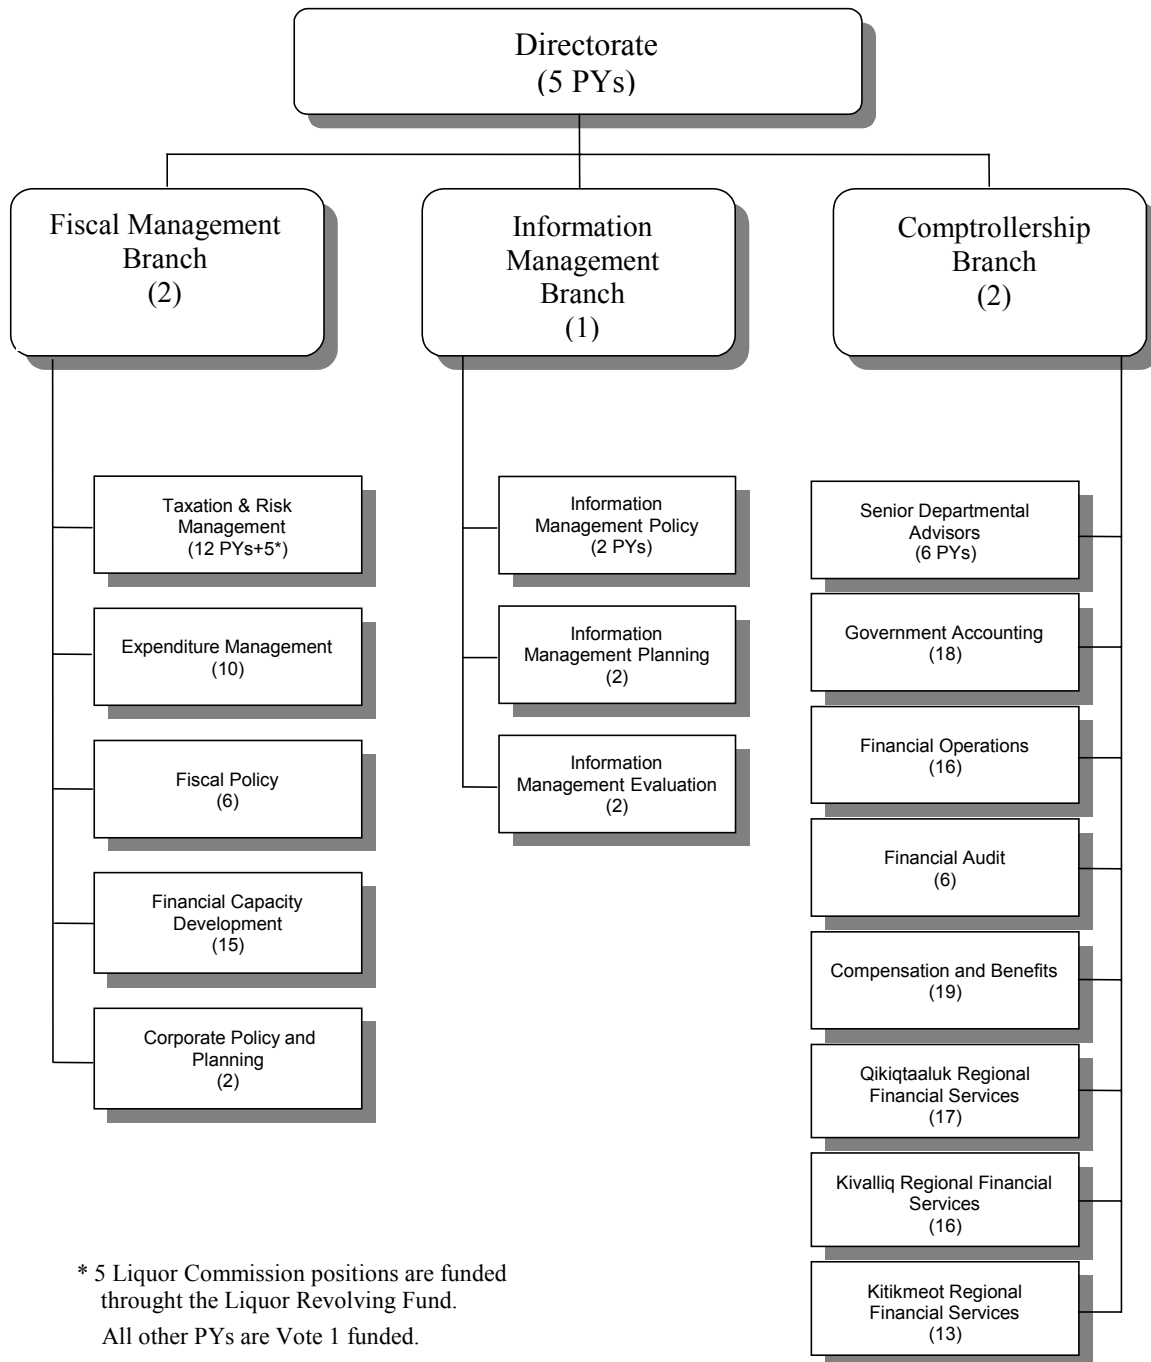 Directorate
(5 PYs)
Fiscal Management
Branch
(2)
Information
Management
Branch
(1)
Comptrollership
Branch
(2)
Taxation & Risk
Management
(12 PYs+5*)
Expenditure Management
(10)
Fiscal Policy
(6)
Financial Capacity
Development
(15)
Corporate Policy and
Planning
(2)
Information
Management Policy
(2 PYs)
Information
Management Planning
(2)
Information
Management Evaluation
(2)
Senior Departmental
Advisors
(6 PYs)
Government Accounting
(18)
Financial Operations
(16)
Financial Audit
(6)
Compensation and Benefits
(19)
Qikiqtaaluk Regional
Financial Services
(17)
Kivalliq Regional Financial
Services
(16)
Kitikmeot Regional
Financial Services
(13)
* 5 Liquor Commission positions are funded
throught the Liquor Revolving Fund.
All other PYs are Vote 1 funded.